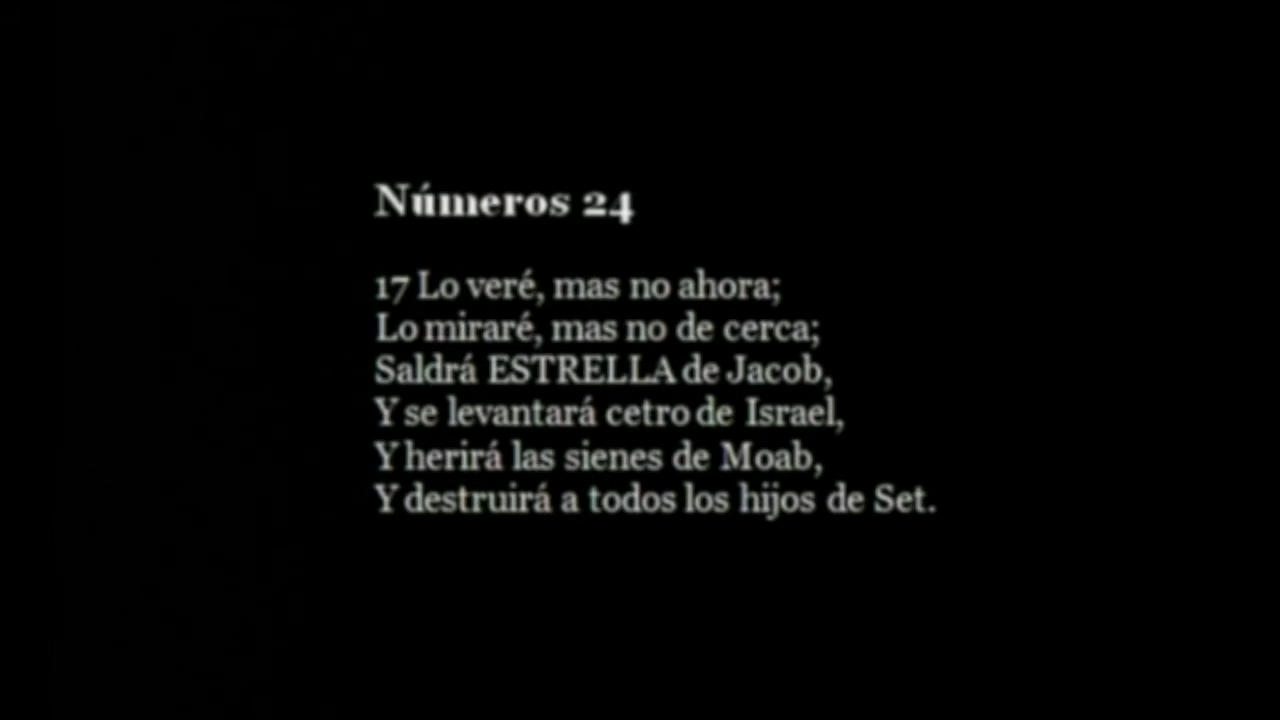 Números 24
17 Lo veré, mas no ahora;
Lo miraré, mas no de cerca;
Saldrá ESTRELLA de Jacob,
Y se levantará cetro de Israel,
Y herirá las sienes de Moab,
Y destruirá a todos los hijos de Set.